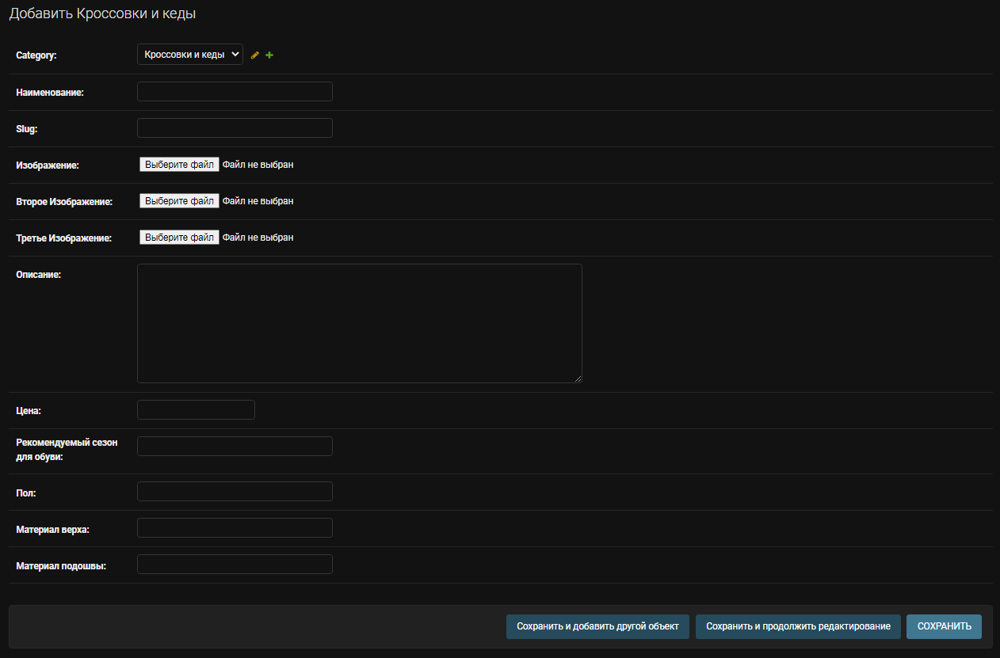 Добавить Кроссовки и кеды
Category: Кроссовки и кеды
Наименование:
Slug:
Изображение: Выберите файл Файл не выбран
Второе Изображение: Выберите файл Файл не выбран
Третье Изображение: Выберите файл Файл не выбран
Описание:
Цена:
Рекомендуемый сезон
для обуви:
Пол:
Материал верха:
Материал подошвы:
Сохранить и добавить другой объект Сохранить и продолжить редактирование СОХРАНИТЬ